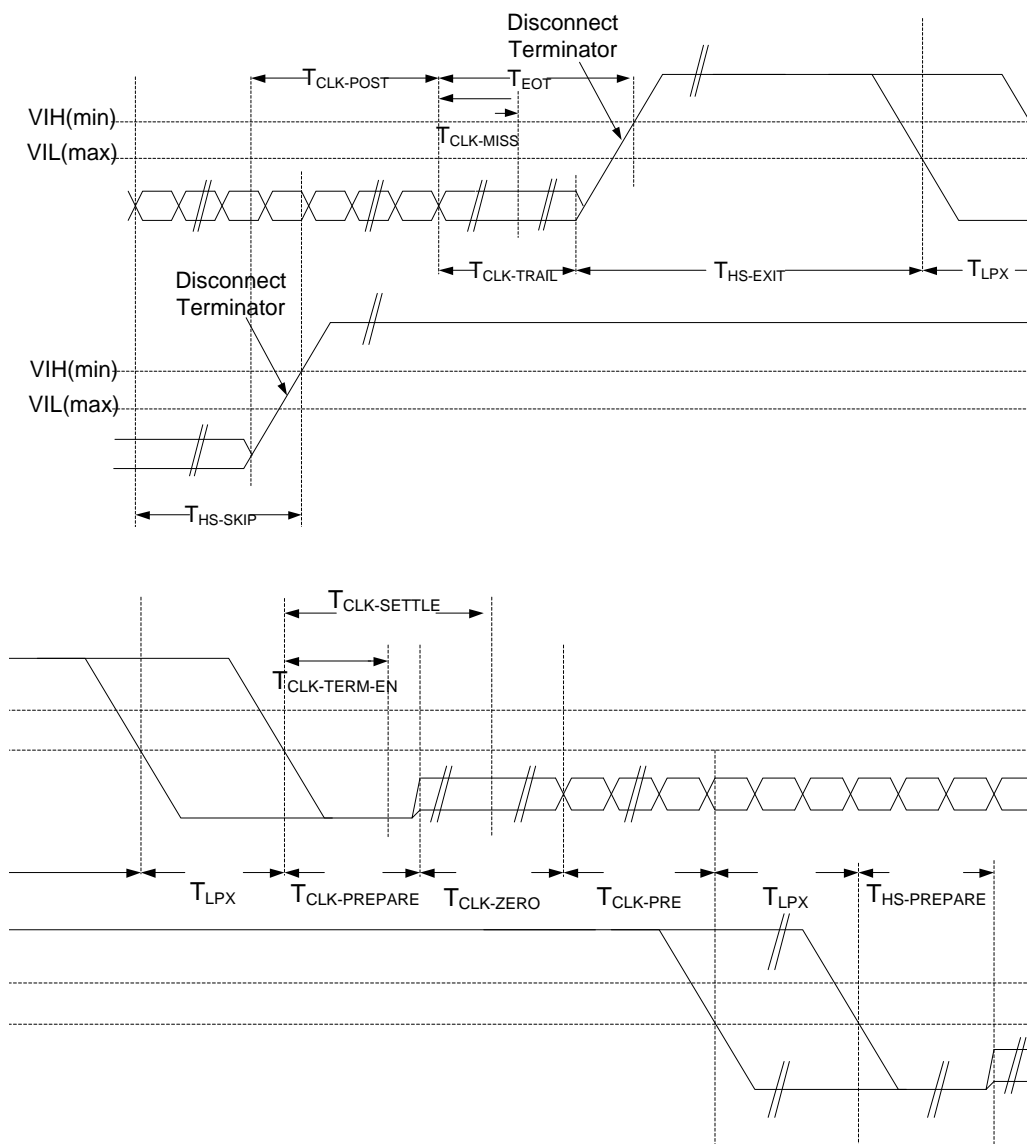 Disconnect
Terminator
TCLK-POST
TEOT
VIH(min)
TCLK-MISS
VIL(max)
TCLK-TRAIL
THS-EXIT
TLPX
Disconnect
Terminator
VIH(min)
VIL(max)
THS-SKIP
TCLK-SETTLE
TCLK-TERM-EN
TLPX
TCLK-PREPARE
TCLK-ZERO
TCLK-PRE
TLPX
THS-PREPARE